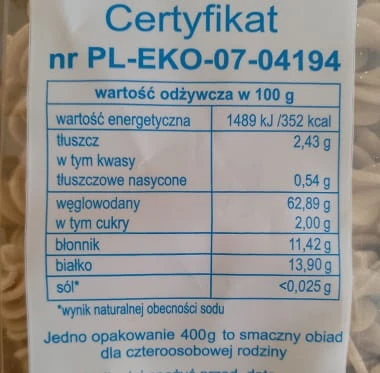 Certyfikat
nr PL-EKO-07-04194
wartość odżywcza w 100 g
wartość energetyczna 1489 kJ /352 kcal
tłuszcz 2,43 g
w tym kwasy
tłuszczowe nasycone 0,54 g
węglowodany 62,89 g
w tym cukry 2,00 g
błonnik 11,42 g
białko 13,90 g
sól* <0,025 g
*wynik naturalnej obecności sodu
Jedno opakowanie 400g to smaczny obiad
dla czteroosobowej rodziny